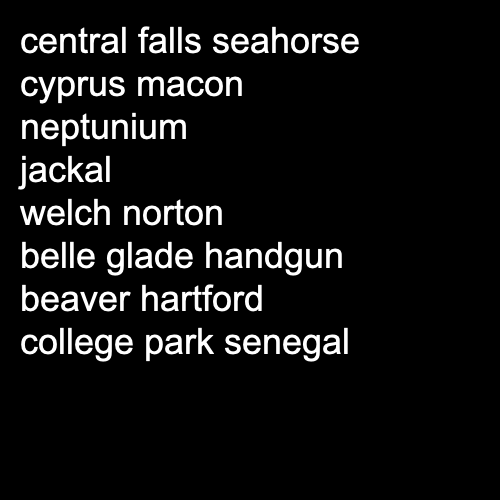 central falls seahorse
cyprus macon
neptunium
jackal
welch norton
belle glade handgun
beaver hartford
college park senegal